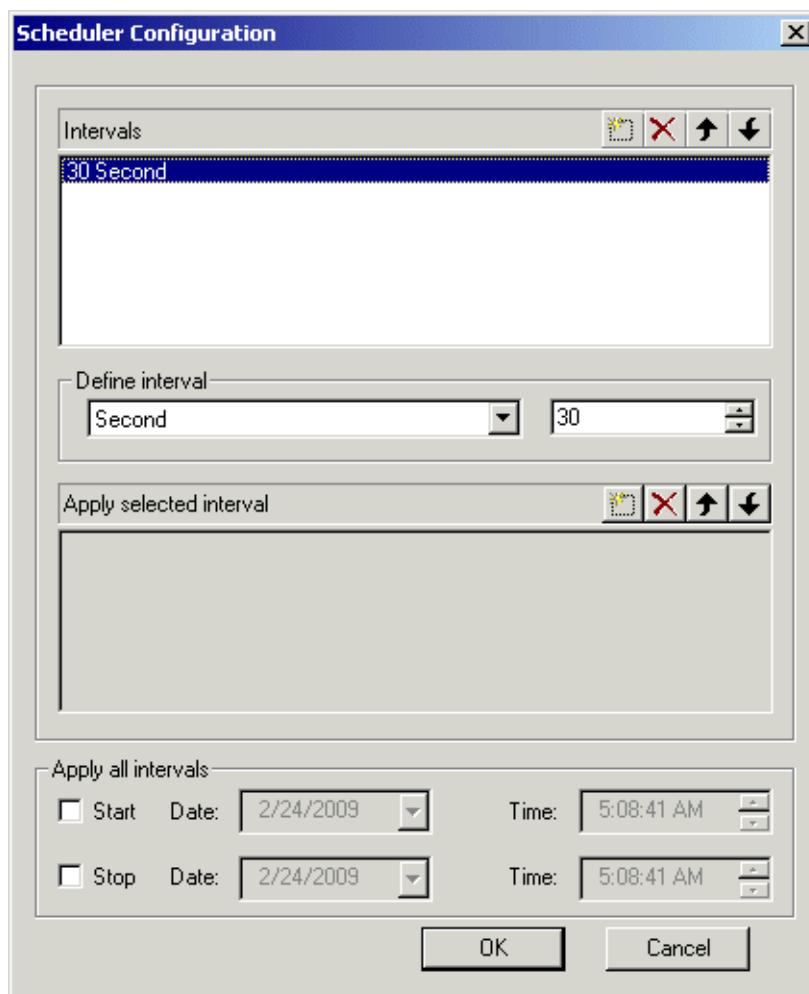 Scheduler Configuration
Intervals
30 Second
Define interval
Second 30
Apply selected interval
Apply all intervals
Start Date: 2/24/2009 Time: 5:08:41 AM
Stop Date: 2/24/2009 Time: 5:08:41 AM
OK Cancel